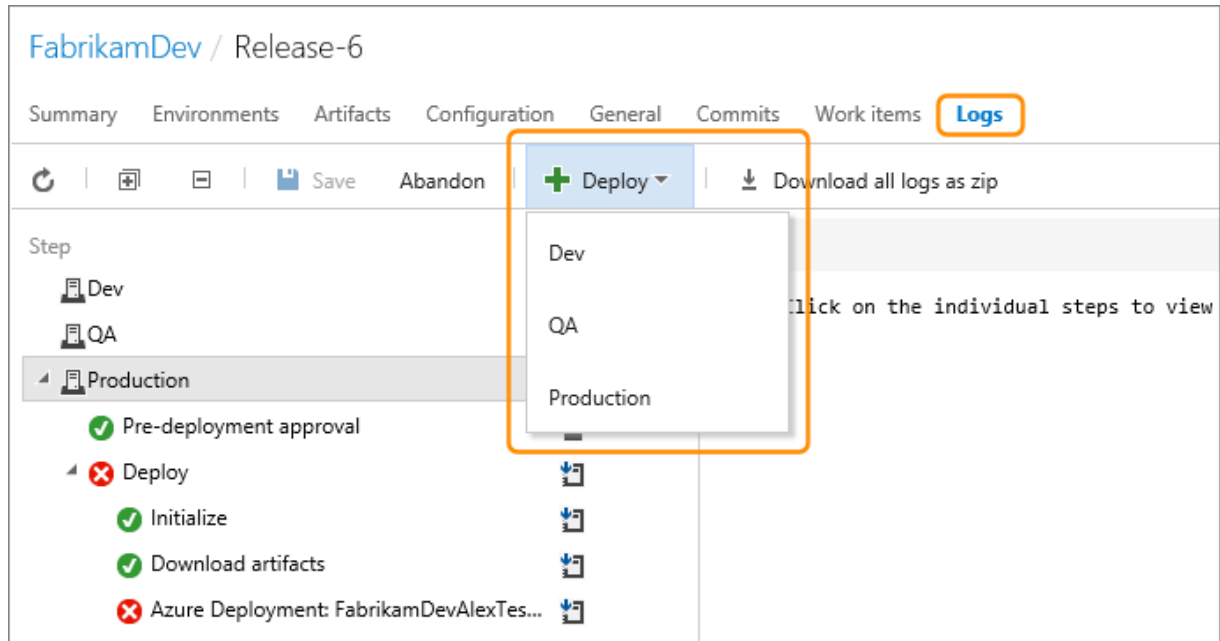 FabrikamDev / Release-6
Summary Environments Artifacts Configuration General Commits Work items Logs
Save Abandon Deploy Download all logs as zip
Step
Dev
QA
Production
Pre-deployment approval
Deploy
Initialize
Download artifacts
Azure Deployment: FabrikamDevAlexTes...
Dev
QA
Production
lick on the individual steps to view